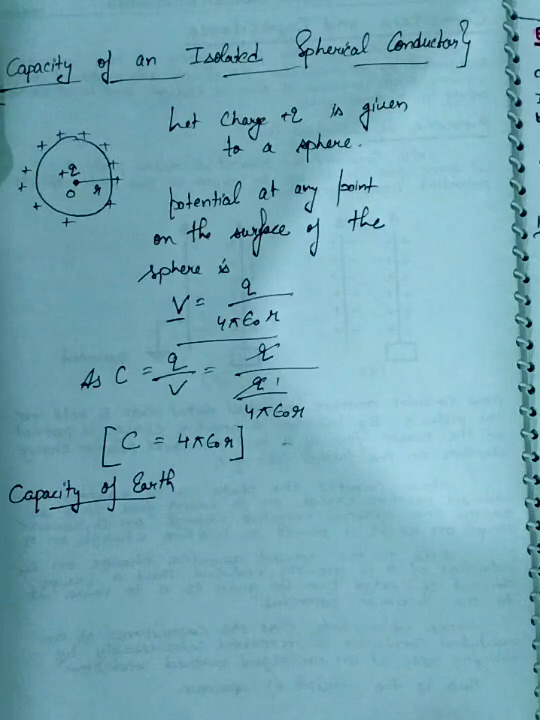 Capacity of an Isolated Spherical Conductor}
Let Charge +q is given
to a sphere.
+q
O r
potential at any point
on the surface of the
sphere is
V = q / 4πϵ₀r
As C = q / V = q / (q / 4πϵ₀r)
[C = 4πϵ₀r]
Capacity of Earth